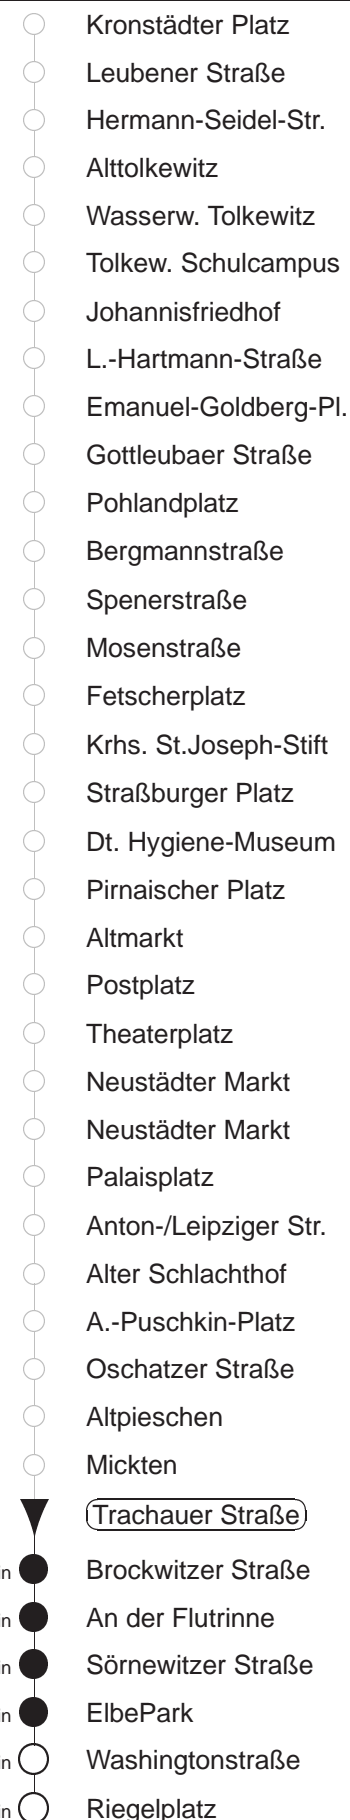 Kronstädter Platz
Leubener Straße
Hermann-Seidel-Str.
Alttolkewitz
Wasserw. Tolkewitz
Tolkew. Schulcampus
Johannisfriedhof
L.-Hartmann-Straße
Emanuel-Goldberg-Pl.
Gottleubaer Straße
Pohlandplatz
Bergmannstraße
Spenerstraße
Mosenstraße
Fetscherplatz
Krhs. St.Joseph-Stift
Straßburger Platz
Dt. Hygiene-Museum
Pirnaischer Platz
Altmarkt
Postplatz
Theaterplatz
Neustädter Markt
Neustädter Markt
Palaisplatz
Anton-/Leipziger Str.
Alter Schlachthof
A.-Puschkin-Platz
Oschatzer Straße
Altpieschen
Mickten
Trachauer Straße
Brockwitzer Straße
An der Flutrinne
Sörnewitzer Straße
ElbePark
Washingtonstraße
Riegelplatz